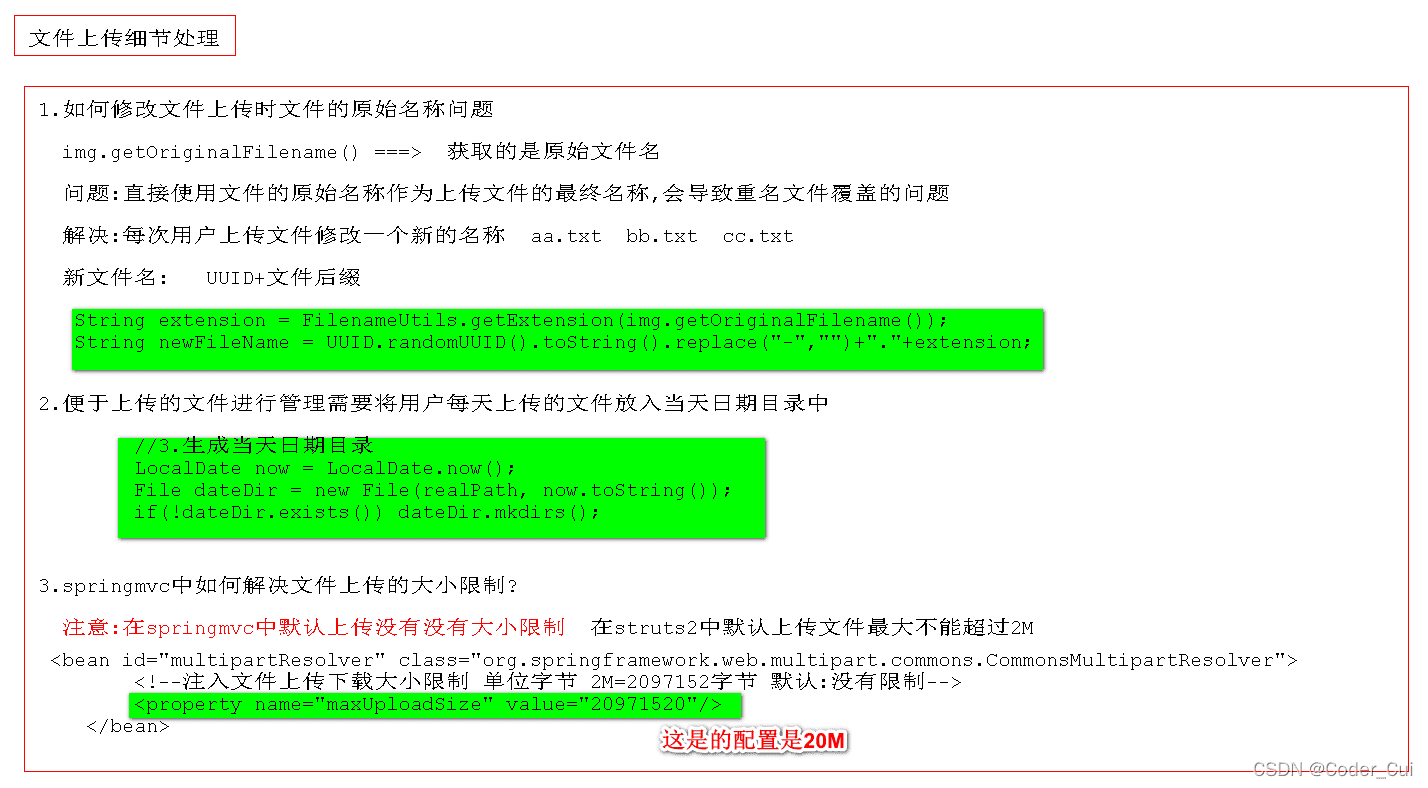 文件上传细节处理
1.如何修改文件上传时文件的原始名称问题
img.getOriginalFilename() ===> 获取的是原始文件名
问题:直接使用文件的原始名称作为上传文件的最终名称,会导致重名文件覆盖的问题
解决:每次用户上传文件修改一个新的名称 aa.txt bb.txt cc.txt
新文件名: UUID+文件后缀
String extension = FilenameUtils.getExtension(img.getOriginalFilename());
String newFileName = UUID.randomUUID().toString().replace("-","")+"."+extension;
2.便于上传的文件进行管理需要将用户每天上传的文件放入当天日期目录中
//3.生成当天日期目录
LocalDate now = LocalDate.now();
File dateDir = new File(realPath, now.toString());
if(!dateDir.exists()) dateDir.mkdirs();
3.springmvc中如何解决文件上传的大小限制?
注意:在springmvc中默认上传没有没有大小限制 在struts2中默认上传文件最大不能超过2M
<bean id="multipartResolver" class="org.springframework.web.multipart.commons.CommonsMultipartResolver">
<!--注入文件上传下载大小限制 单位字节 2M=2097152字节 默认:没有限制-->
<property name="maxUploadSize" value="20971520"/>
</bean>
这是的配置是20M
CSDN @Coder_Cui